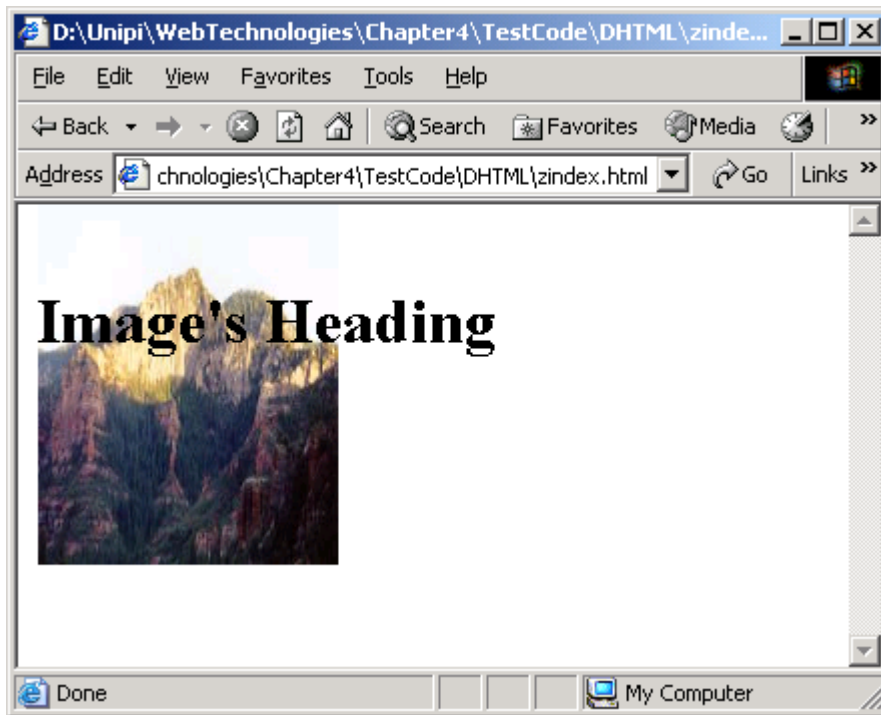 D:\Unipi\WebTechnologies\Chapter4\TestCode\DHTML\zinde...
File Edit View Favorites Tools Help
Back Search Favorites Media »
Address chnologies\Chapter4\TestCode\DHTML\zindex.html Go Links »
Image's Heading
Done My Computer